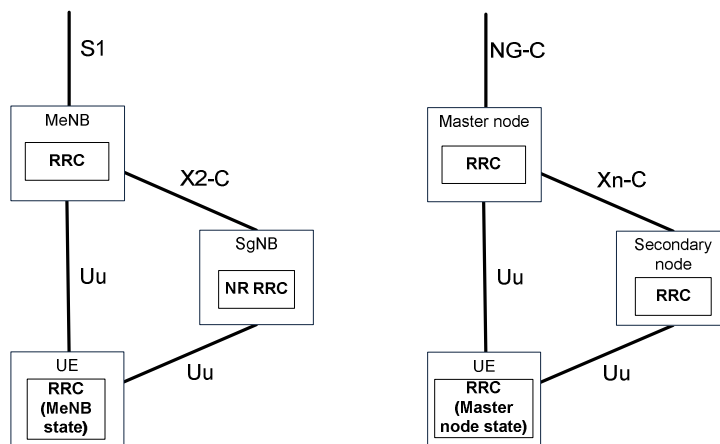 S1
MeNB
RRC
X2-C
SgNB
NR RRC
Uu
Uu
UE
RRC
(MeNB
state)
NG-C
Master node
RRC
Xn-C
Secondary
node
RRC
Uu
Uu
UE
RRC
(Master
node state)